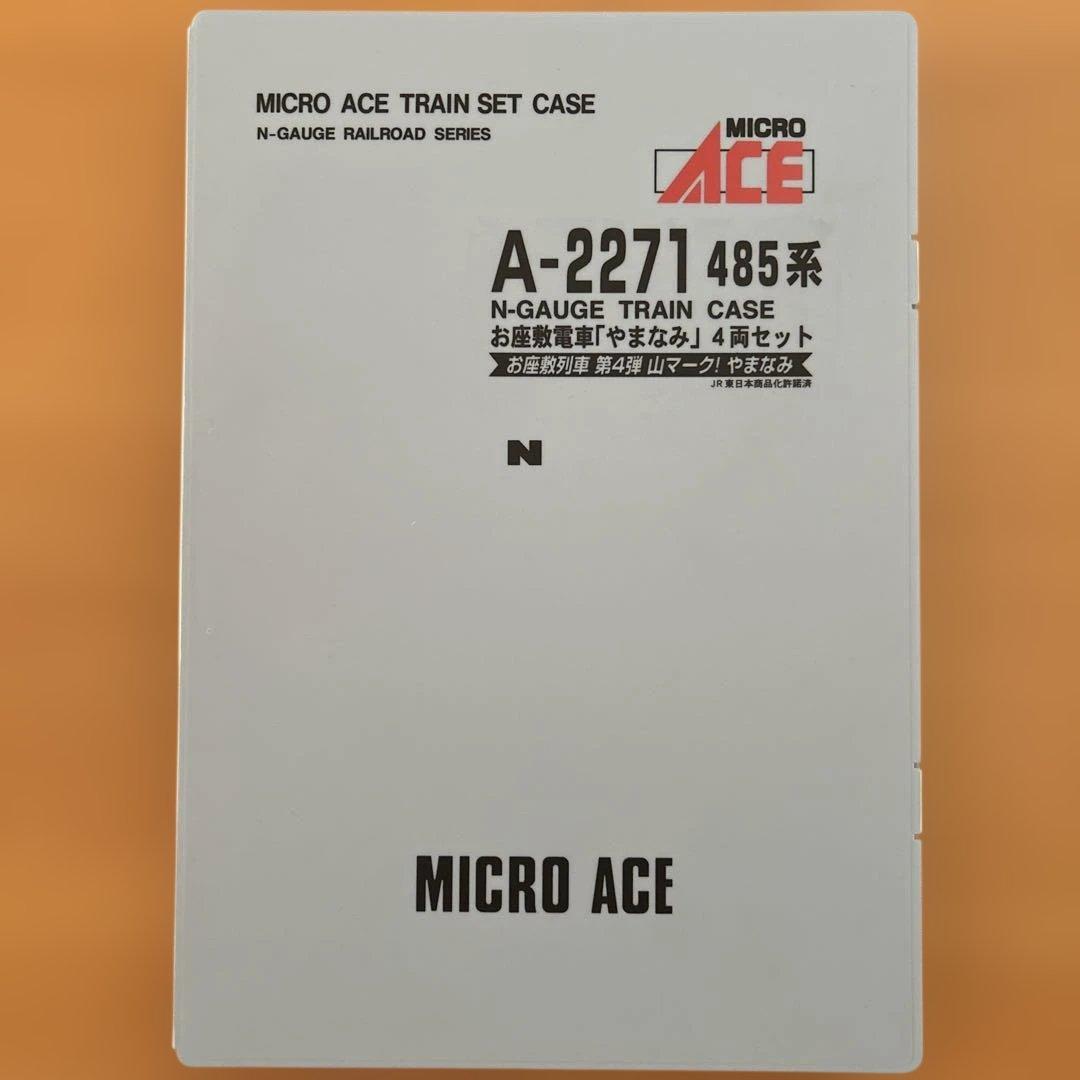 MICRO ACE TRAIN SET CASE
N-GAUGE RAILROAD SERIES
MICRO
ACE
A-2271 485系
N-GAUGE TRAIN CASE
お座敷電車「やまなみ」4両セット
お座敷列車 第4弾 山マーク! やまなみ
JR東日本商品化許諾済
N
MICRO ACE